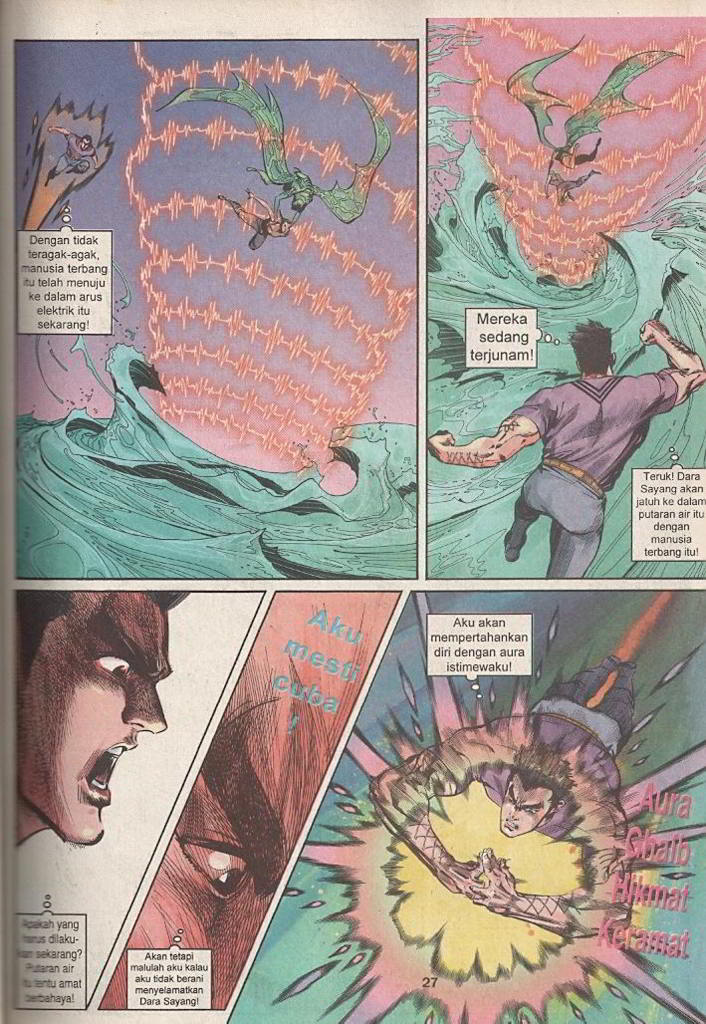 Dengan tidak
teragak-agak,
manusia terbang
itu telah menuju
ke dalam arus
elektrik itu
sekarang!
Mereka
sedang
terjunam!
Teruk! Dara
Sayang akan
jatuh ke dalam
putaran air itu
dengan
manusia
terbang itu!
Apakah yang
harus dilaku-
kan sekarang?
Putaran air
itu tentu amat
berbahaya!
Aku
mesti
cuba
!
Akan tetapi
malulah aku kalau
aku tidak berani
menyelamatkan
Dara Sayang!
Aku akan
mempertahankan
diri dengan aura
istimewaku!
Aura
Ghaib
Hikmat
Keramat
27